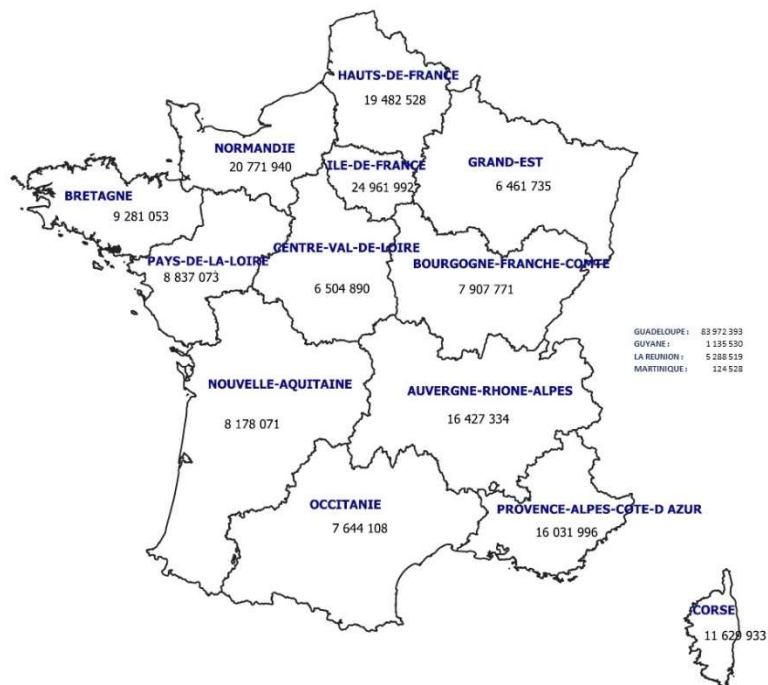 HAUTS-DE-FRANCE
19 482 528
NORMANDIE
20 771 940
ILE-DE-FRANCE
24 961 992
GRAND-EST
6 461 735
BRETAGNE
9 281 053
PAYS-DE-LA-LOIRE
8 837 073
CENTRE-VAL-DE-LOIRE
6 504 890
BOURGOGNE-FRANCHE-COMTE
7 907 771
GUADELOUPE : 83 972 393
GUYANE : 1 135 530
LA REUNION : 5 288 519
MARTINIQUE : 124 528
NOUVELLE-AQUITAINE
8 178 071
AUVERGNE-RHONE-ALPES
16 427 334
OCCITANIE
7 644 108
PROVENCE-ALPES-COTE-D AZUR
16 031 996
CORSE
11 629 933